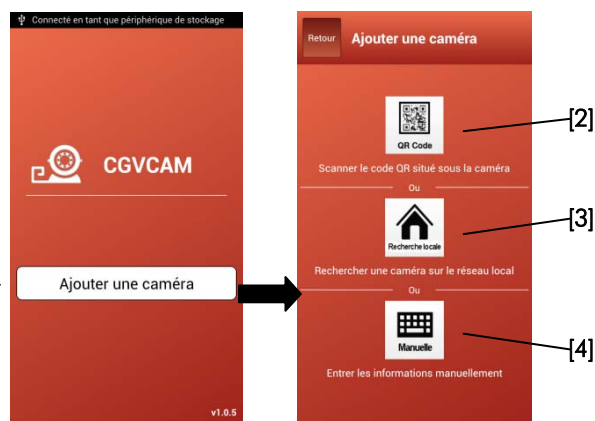 Connecté en tant que périphérique de stockage
CGVCAM
Ajouter une caméra
v1.0.5
Retour
Ajouter une caméra
QR Code
[2]
Scanner le code QR situé sous la caméra
Ou
Recherche locale
[3]
Rechercher une caméra sur le réseau local
Ou
Manuelle
[4]
Entrer les informations manuellement